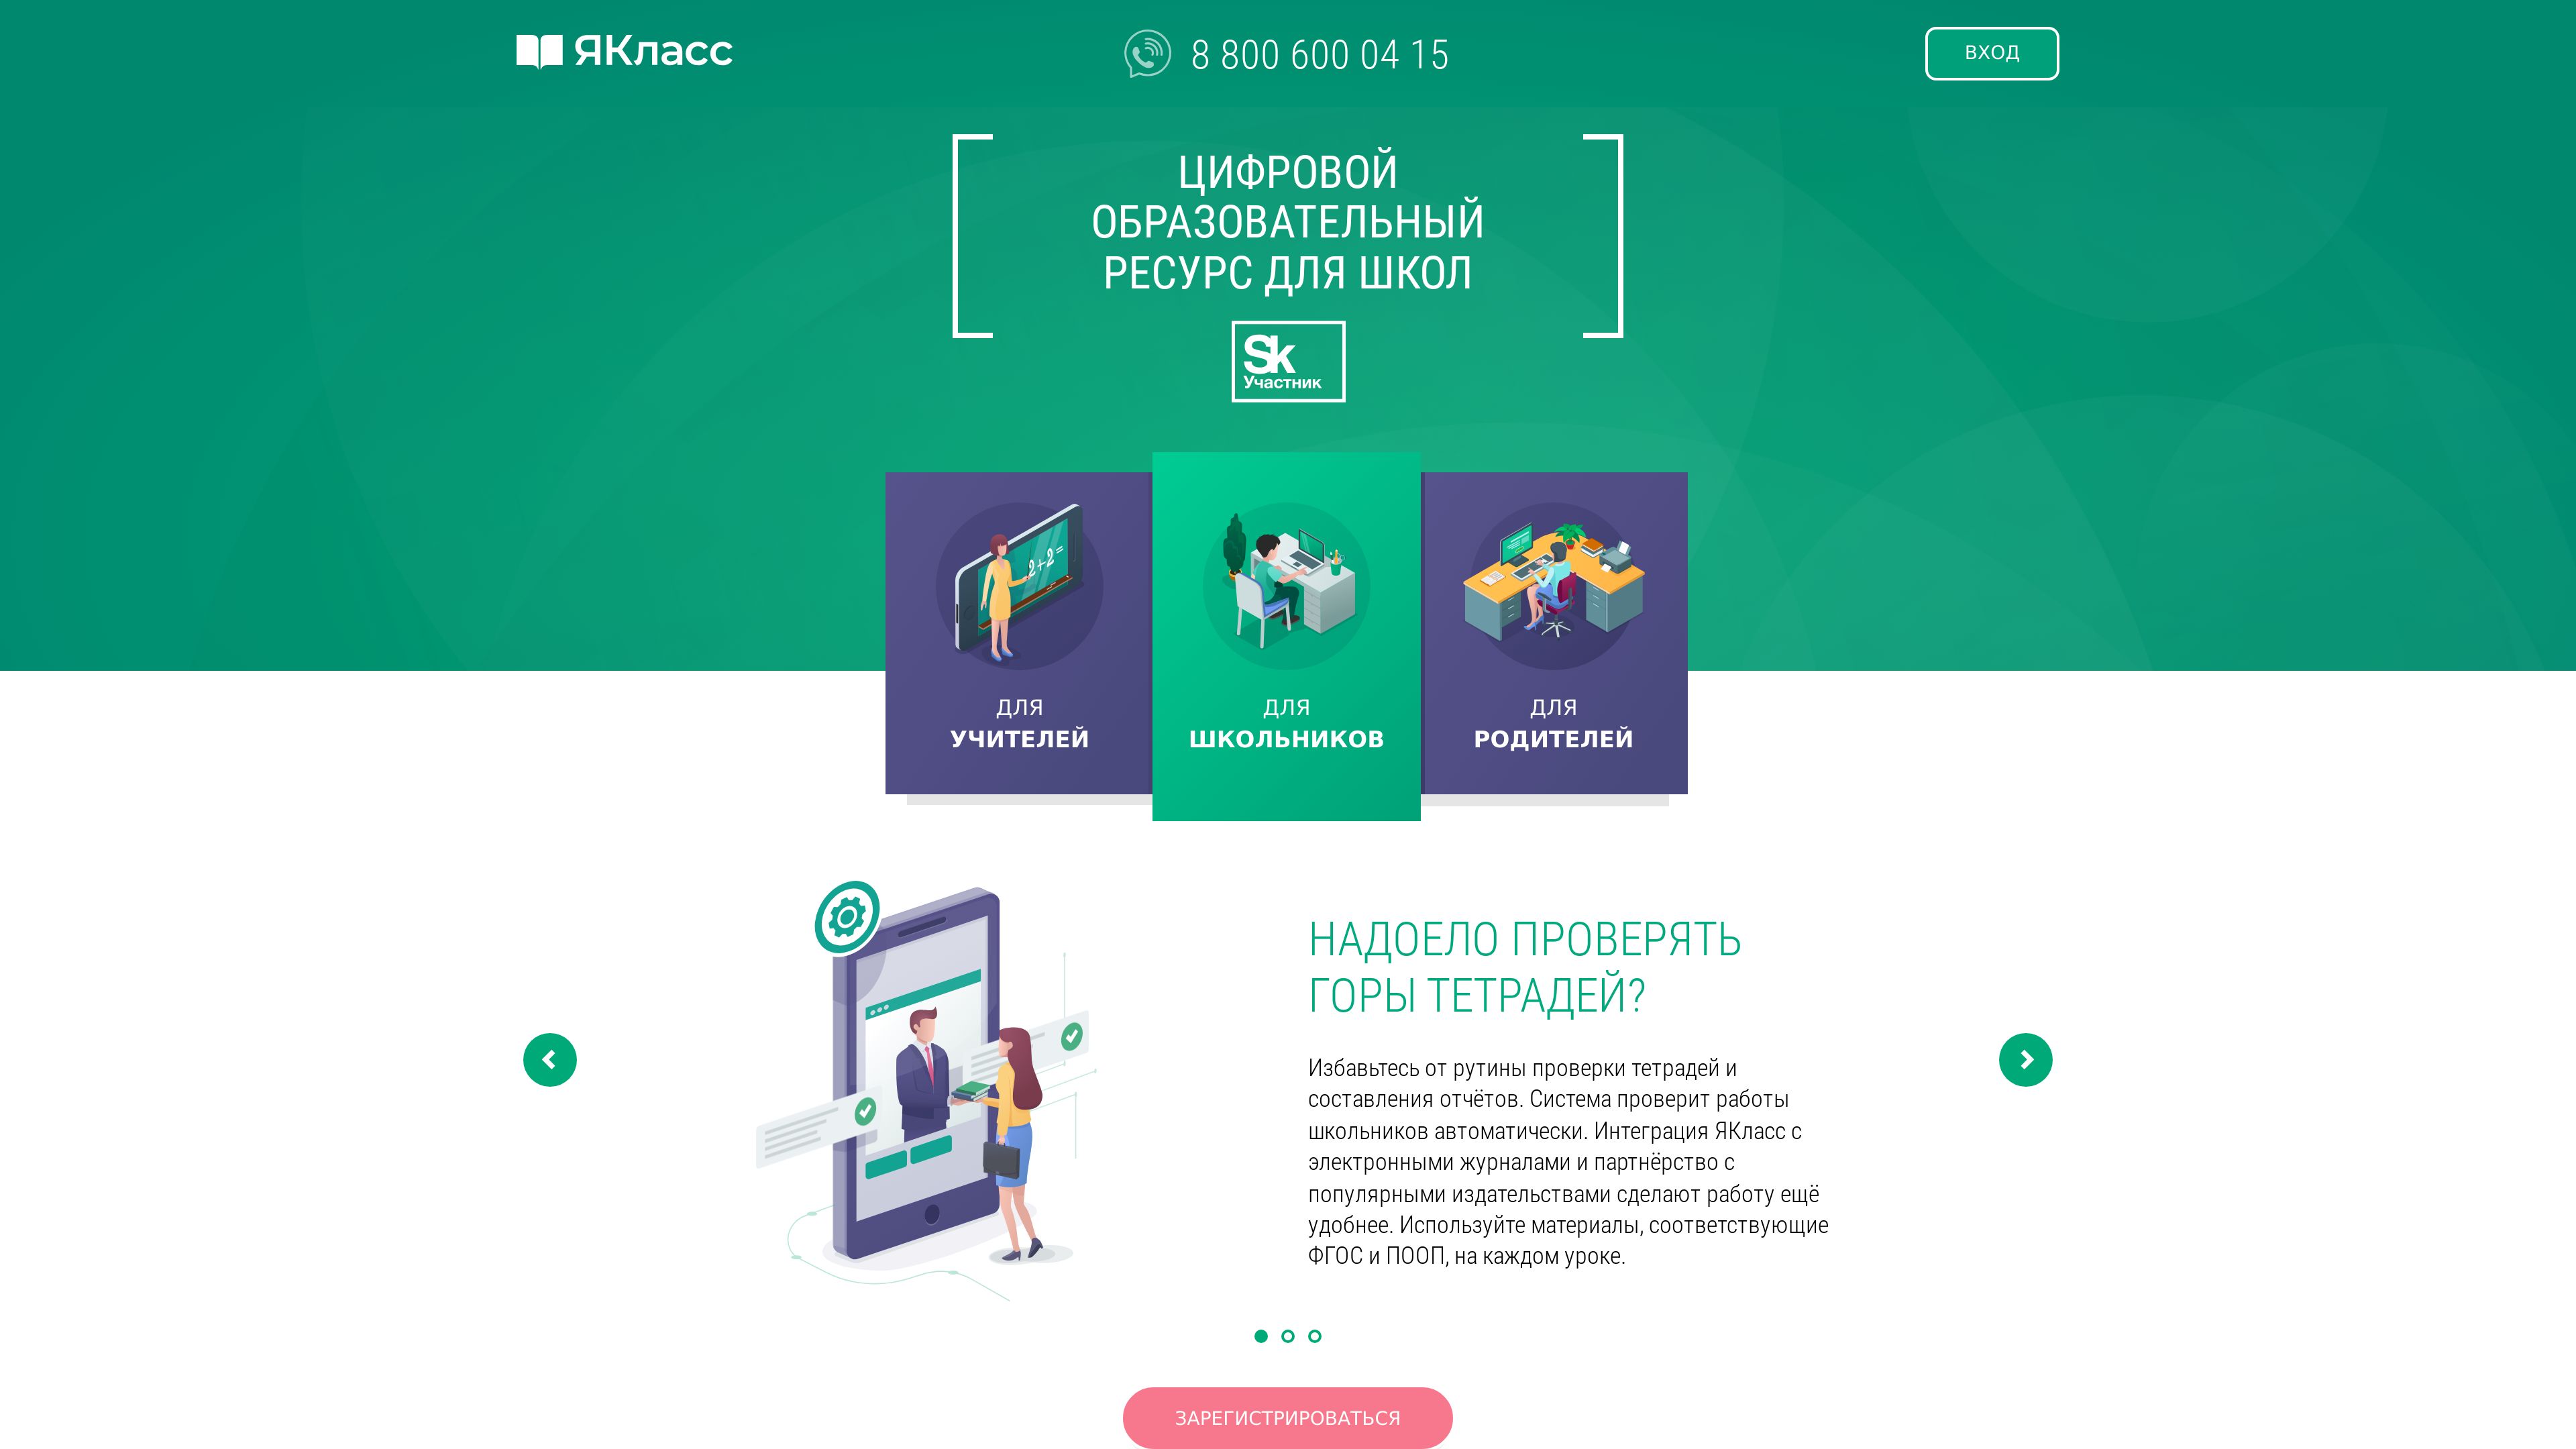 ЯКласс
8 800 600 04 15
ВХОД
ЦИФРОВОЙ
ОБРАЗОВАТЕЛЬНЫЙ
РЕСУРС ДЛЯ ШКОЛ
Sk
Участник
2+2=
ДЛЯ
УЧИТЕЛЕЙ
ДЛЯ
ШКОЛЬНИКОВ
ДЛЯ
РОДИТЕЛЕЙ
НАДОЕЛО ПРОВЕРЯТЬ
ГОРЫ ТЕТРАДЕЙ?
Избавьтесь от рутины проверки тетрадей и
составления отчётов. Система проверит работы
школьников автоматически. Интеграция ЯКласс с
электронными журналами и партнёрство с
популярными издательствами сделают работу ещё
удобнее. Используйте материалы, соответствующие
ФГОС и ПООП, на каждом уроке.
ЗАРЕГИСТРИРОВАТЬСЯ